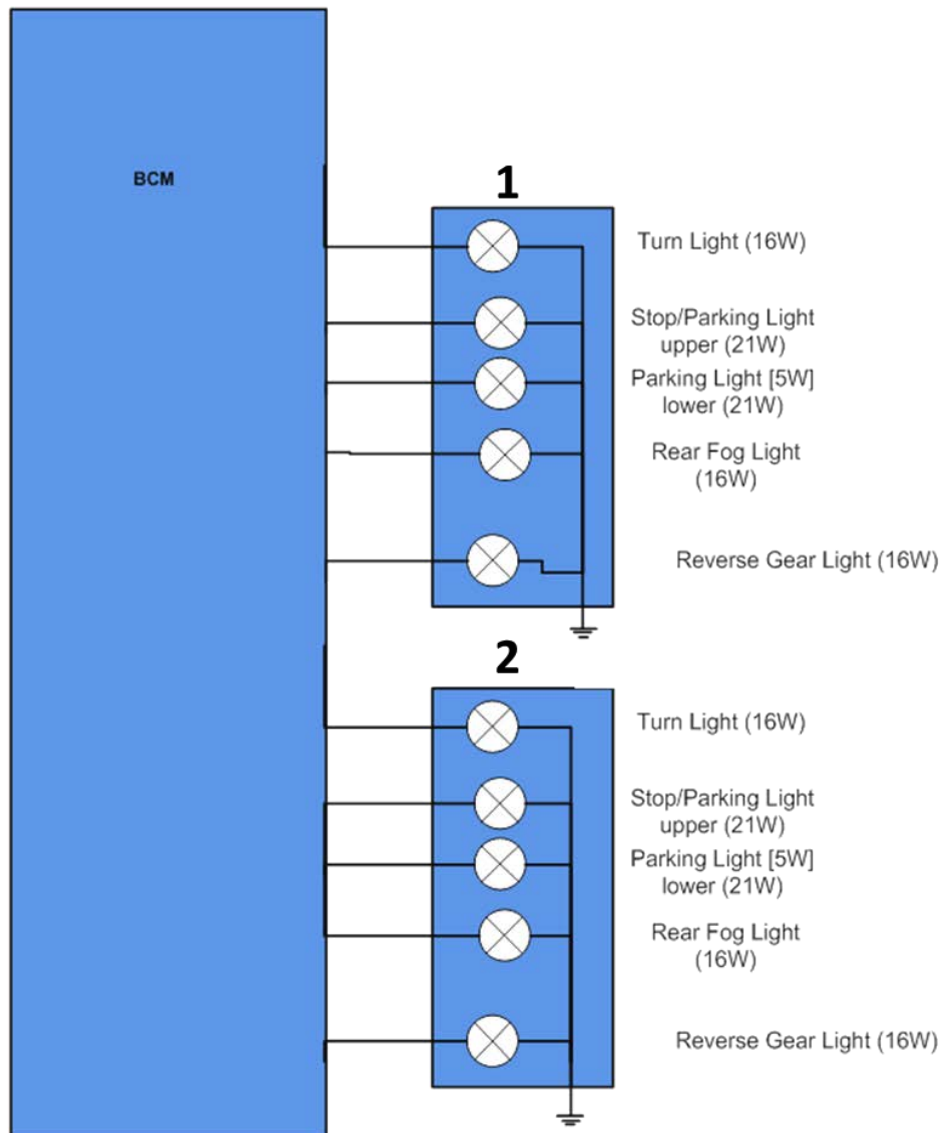 BCM
1
Turn Light (16W)
Stop/Parking Light
upper (21W)
Parking Light [5W]
lower (21W)
Rear Fog Light
(16W)
Reverse Gear Light (16W)
2
Turn Light (16W)
Stop/Parking Light
upper (21W)
Parking Light [5W]
lower (21W)
Rear Fog Light
(16W)
Reverse Gear Light (16W)